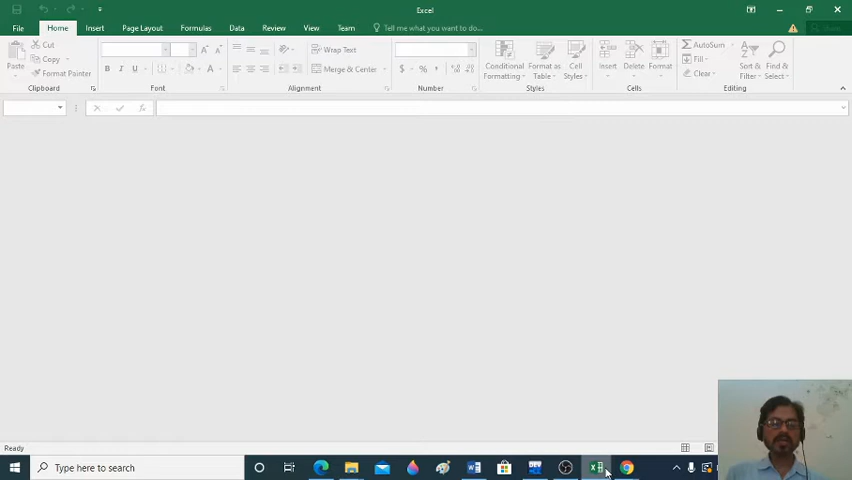 Excel
File Home Insert Page Layout Formulas Data Review View Team Tell me what you want to do...
Cut
Copy
Format Painter
Paste
Clipboard
B I U
A
Font
Wrap Text
Merge & Center
Alignment
$ % ,
Number
Conditional Formatting
Format as Table
Cell Styles
Styles
Insert
Delete
Format
Cells
AutoSum
Fill
Clear
Sort & Filter
Find & Select
Editing
fx
Ready
Type here to search